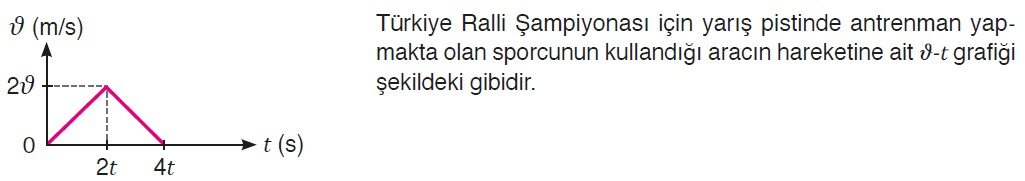 ϑ (m/s)
2ϑ
0
2t
4t
t (s)
Türkiye Ralli Şampiyonası için yarış pistinde antrenman yap-
makta olan sporcunun kullandığı aracın hareketine ait ϑ-t grafiği
şekildeki gibidir.